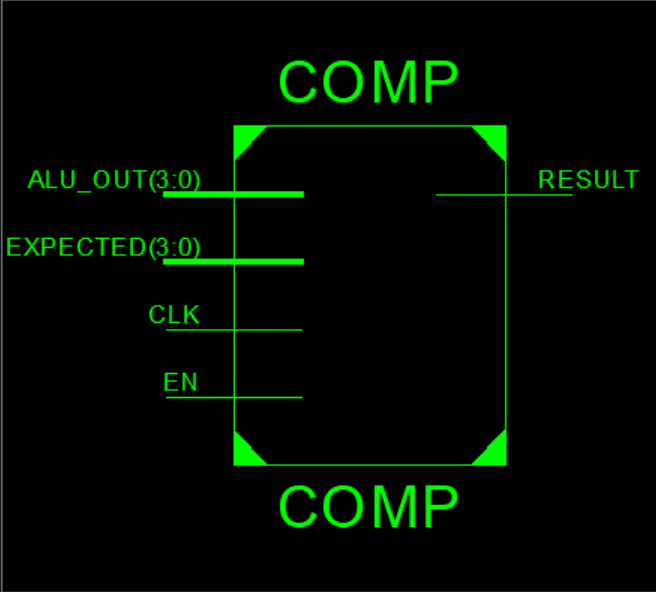 COMP
ALU_OUT(3:0)
RESULT
EXPECTED(3:0)
CLK
EN
COMP